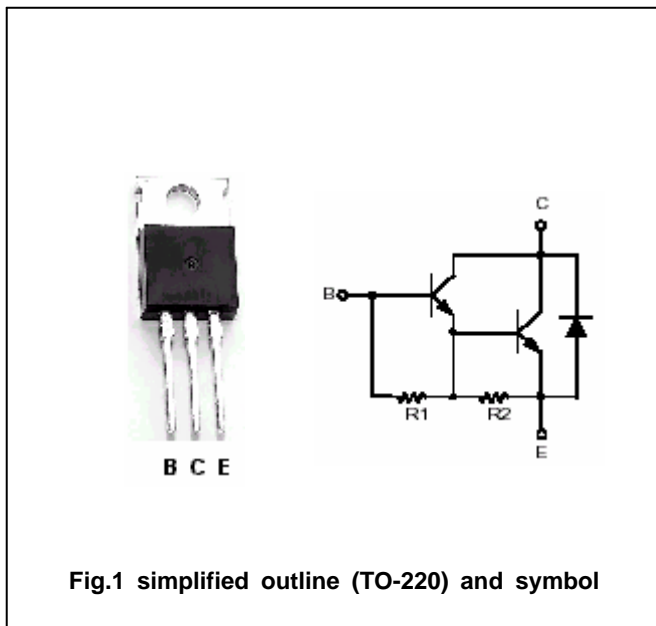 C
B
R1
R2
E
B C E
Fig.1 simplified outline (TO-220) and symbol